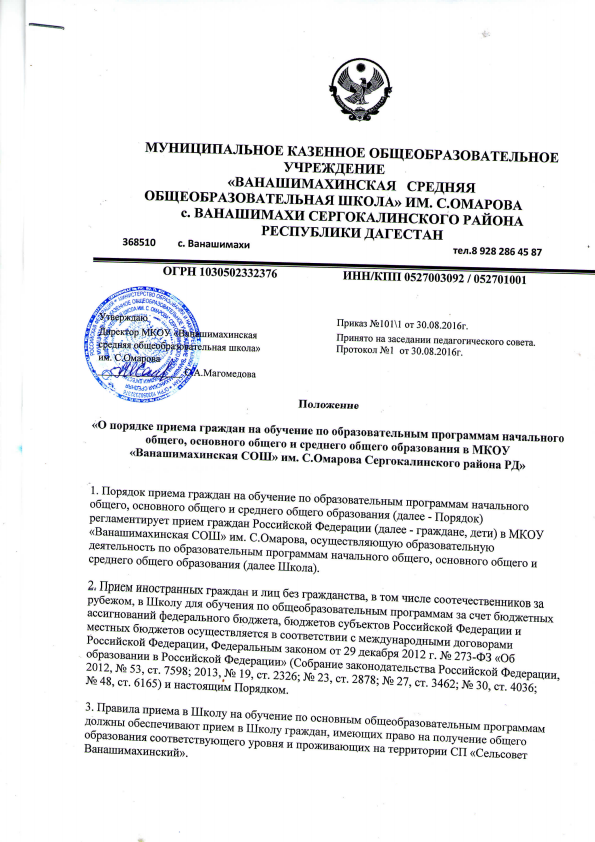 МУНИЦИПАЛЬНОЕ КАЗЕННОЕ ОБЩЕОБРАЗОВАТЕЛЬНОЕ
УЧРЕЖДЕНИЕ
«ВАНАШИМАХИНСКАЯ СРЕДНЯЯ
ОБЩЕОБРАЗОВАТЕЛЬНАЯ ШКОЛА» ИМ. С.ОМАРОВА
с. ВАНАШИМАХИ СЕРГОКАЛИНСКОГО РАЙОНА
РЕСПУБЛИКИ ДАГЕСТАН
368510 с. Ванашимахи тел.8 928 286 45 87
ОГРН 1030502332376 ИНН/КПП 0527003092 / 052701001
Утверждаю
Директор МКОУ «Ванашимахинская
средняя общеобразовательная школа»
им. С.Омарова
А.Магомедова
Приказ №101\1 от 30.08.2016г.
Принято на заседании педагогического совета.
Протокол №1 от 30.08.2016г.
Положение
«О порядке приема граждан на обучение по образовательным программам начального
общего, основного общего и среднего общего образования в МКОУ
«Ванашимахинская СОШ» им. С.Омарова Сергокалинского района РД»
1. Порядок приема граждан на обучение по образовательным программам начального
общего, основного общего и среднего общего образования (далее - Порядок)
регламентирует прием граждан Российской Федерации (далее - граждане, дети) в МКОУ
«Ванашимахинская СОШ» им. С.Омарова, осуществляющую образовательную
деятельность по образовательным программам начального общего, основного общего и
среднего общего образования (далее Школа).
2. Прием иностранных граждан и лиц без гражданства, в том числе соотечественников за
рубежом, в Школу для обучения по общеобразовательным программам за счет бюджетных
ассигнований федерального бюджета, бюджетов субъектов Российской Федерации и
местных бюджетов осуществляется в соответствии с международными договорами
Российской Федерации, Федеральным законом от 29 декабря 2012 г. № 273-ФЗ «Об
образовании в Российской Федерации» (Собрание законодательства Российской Федерации,
2012, № 53, ст. 7598; 2013, № 19, ст. 2326; № 23, ст. 2878; № 27, ст. 3462; № 30, ст. 4036;
№ 48, ст. 6165) и настоящим Порядком.
3. Правила приема в Школу на обучение по основным общеобразовательным программам
должны обеспечивают прием в Школу граждан, имеющих право на получение общего
образования соответствующего уровня и проживающих на территории СП «Сельсовет
Ванашимахинский».